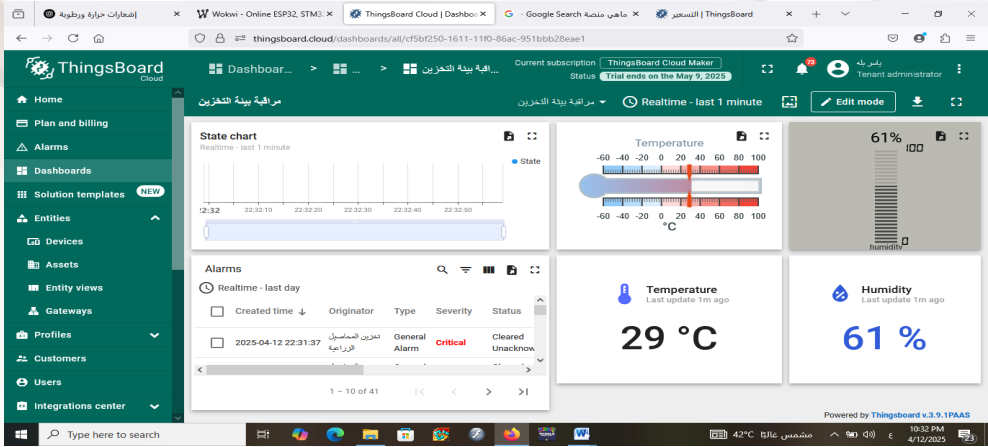 إشعارات حرارة ورطوبة
Wokwi - Online ESP32, STM3
ThingsBoard Cloud | Dashboa
ماهي منصة - Google Search
التسعير | ThingsBoard
thingsboard.cloud/dashboards/all/cf5bf250-1611-11f0-86ac-951bbb28eae1
ThingsBoard
Cloud
Dashboar... > ... > اقبة بيئة التخزين...
Current subscription ThingsBoard Cloud Maker
Status Trial ends on the May 9, 2025
73
ياسر بله
Tenant administrator
مراقبة بيئة التخزين
مراقبة بيئة التخزين
Realtime - last 1 minute
Edit mode
Home
Plan and billing
Alarms
Dashboards
Solution templates NEW
Entities
Devices
Assets
Entity views
Gateways
Profiles
Customers
Users
Integrations center
State chart
Realtime - last 1 minute
State
2:32 22:32:10 22:32:20 22:32:30 22:32:40 22:32:50
Temperature
-60 -40 -20 0 20 40 60 80 100
-60 -40 -20 0 20 40 60 80 100
°C
61%
100
0
humidity
Alarms
Realtime - last day
Created time Originator Type Severity Status
2025-04-12 22:31:37 تخزين المحاصيل الزراعية General Alarm Critical Cleared Unacknow
1 – 10 of 41
Temperature
Last update 1m ago
29 °C
Humidity
Last update 1m ago
61 %
Powered by Thingsboard v.3.9.1PAAS
Type here to search
42°C مشمس غالبًا
ع
10:32 PM
4/12/2025
23